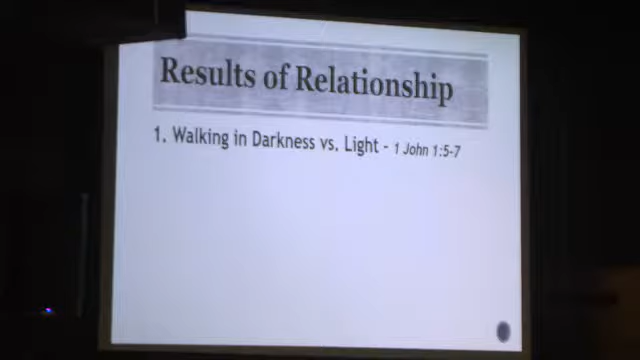 Results of Relationship
1. Walking in Darkness vs. Light - 1 John 1:5-7